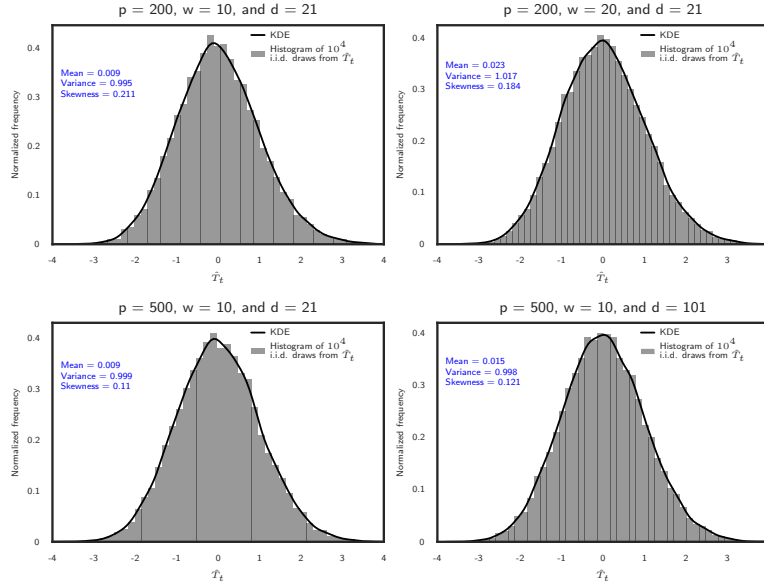 p = 200, w = 10, and d = 21
KDE
Histogram of 10^4
i.i.d. draws from T̂_t
Mean = 0.009
Variance = 0.995
Skewness = 0.211
Normalized frequency
0.4
0.3
0.2
0.1
0
-4 -3 -2 -1 0 1 2 3 4
T̂_t
p = 200, w = 20, and d = 21
KDE
Histogram of 10^4
i.i.d. draws from T̂_t
Mean = 0.023
Variance = 1.017
Skewness = 0.184
Normalized frequency
0.4
0.3
0.2
0.1
0
-4 -3 -2 -1 0 1 2 3
T̂_t
p = 500, w = 10, and d = 21
KDE
Histogram of 10^4
i.i.d. draws from T̂_t
Mean = 0.009
Variance = 0.999
Skewness = 0.11
Normalized frequency
0.4
0.3
0.2
0.1
0
-4 -3 -2 -1 0 1 2 3 4
T̂_t
p = 500, w = 10, and d = 101
KDE
Histogram of 10^4
i.i.d. draws from T̂_t
Mean = 0.015
Variance = 0.998
Skewness = 0.121
Normalized frequency
0.4
0.3
0.2
0.1
0
-4 -3 -2 -1 0 1 2 3
T̂_t